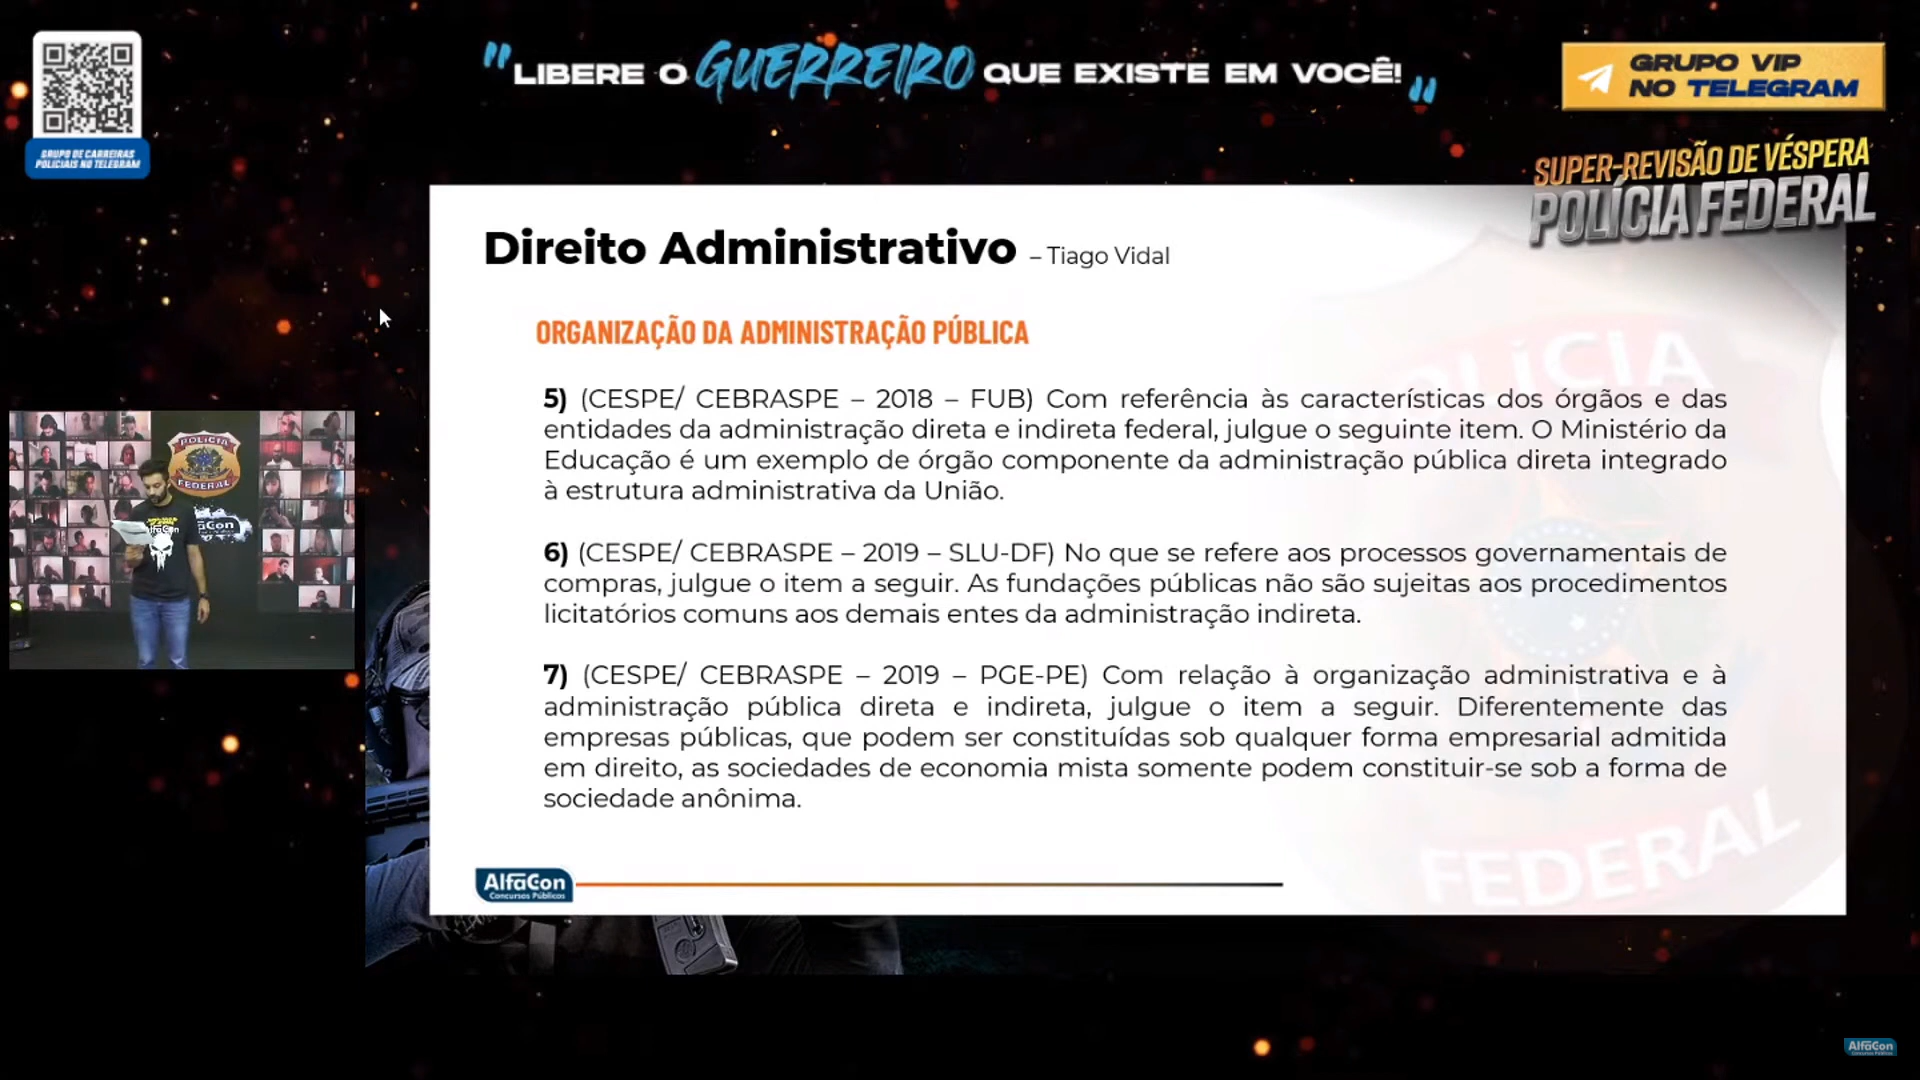 "LIBERE O GUERREIRO QUE EXISTE EM VOCÊ!"
GRUPO VIP
NO TELEGRAM
GRUPO DE CARREIRAS
POLICIAIS NO TELEGRAM
SUPER-REVISÃO DE VÉSPERA
POLÍCIA FEDERAL
Direito Administrativo – Tiago Vidal
ORGANIZAÇÃO DA ADMINISTRAÇÃO PÚBLICA
5) (CESPE/ CEBRASPE – 2018 – FUB) Com referência às características dos órgãos e das
entidades da administração direta e indireta federal, julgue o seguinte item. O Ministério da
Educação é um exemplo de órgão componente da administração pública direta integrado
à estrutura administrativa da União.
6) (CESPE/ CEBRASPE – 2019 – SLU-DF) No que se refere aos processos governamentais de
compras, julgue o item a seguir. As fundações públicas não são sujeitas aos procedimentos
licitatórios comuns aos demais entes da administração indireta.
7) (CESPE/ CEBRASPE – 2019 – PGE-PE) Com relação à organização administrativa e à
administração pública direta e indireta, julgue o item a seguir. Diferentemente das
empresas públicas, que podem ser constituídas sob qualquer forma empresarial admitida
em direito, as sociedades de economia mista somente podem constituir-se sob a forma de
sociedade anônima.
POLÍCIA
FEDERAL
AlfaCon
Concursos Públicos
POLÍCIA
FEDERAL
AlfaCon
Concursos Públicos